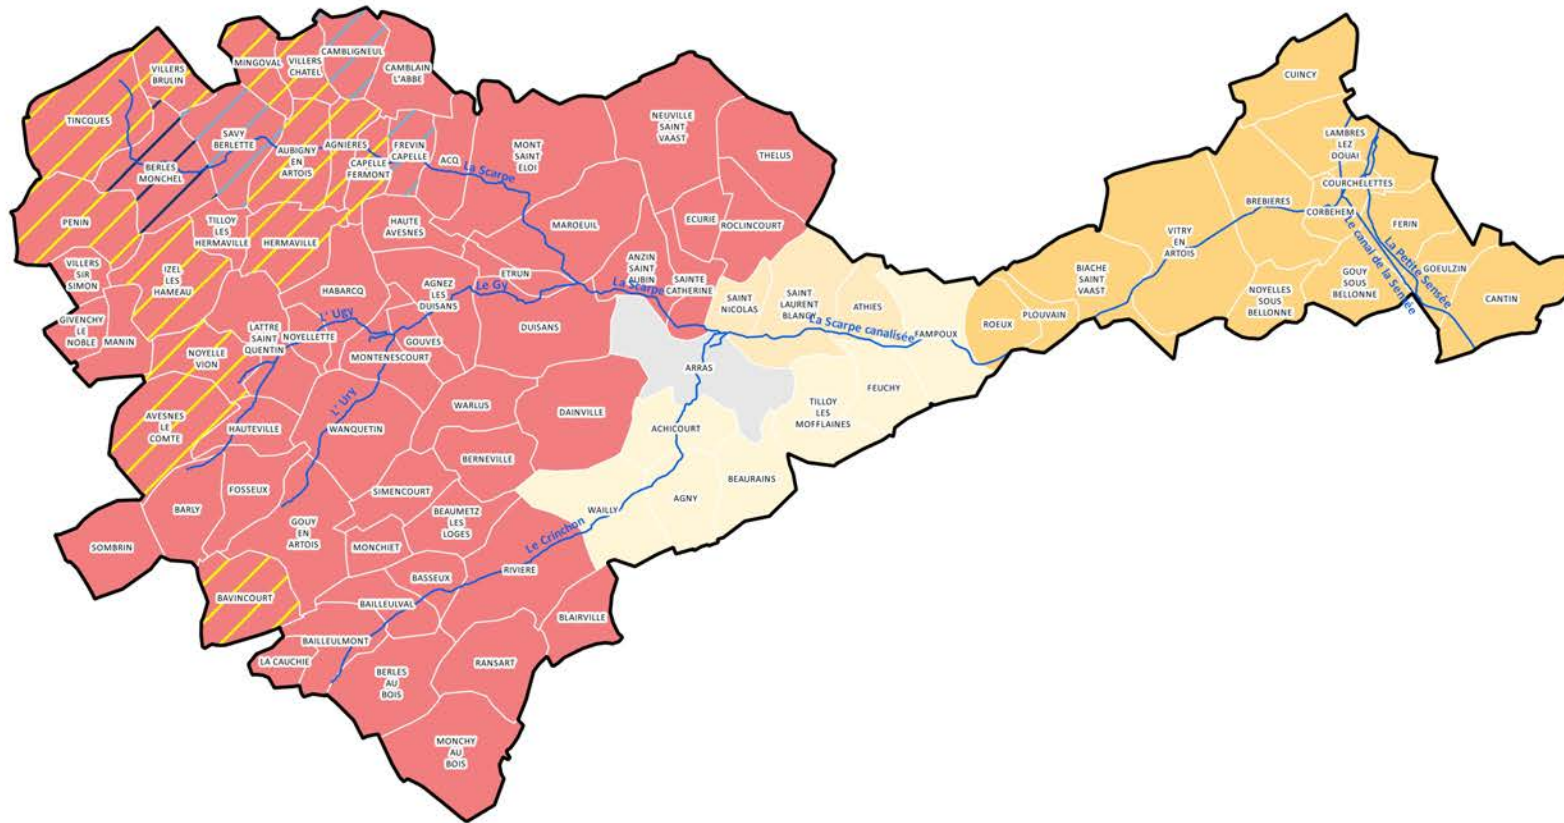 CUINCY
VILLERS
BRULIN
MINGOVAL
VILLERS
CHATEL
CAMBLIGNEUL
CAMBLAIN
L'ABBE
TINCQUES
SAVY
BERLETTE
BERLES
MONCHEL
AUBIGNY
EN
ARTOIS
AGNIERES
CAPELLE
FERMONT
FREVIN
CAPELLE
ACQ
MONT
SAINT
ELOI
NEUVILLE
SAINT
VAAST
THELUS
La Scarpe
LAMBRES
LEZ
DOUAI
COURCHELETTES
BREBIERES
CORBEHEM
FERIN
Le canal de la Sensée
La Petite Sensée
GOEULZIN
CANTIN
VITRY
EN
ARTOIS
BIACHE
SAINT
VAAST
NOYELLES
SOUS
BELLONNE
GOUY
SOUS
BELLONNE
PENIN
TILLOY
LES
HERMAVILLE
HERMAVILLE
HAUTE
AVESNES
MAROEUIL
ECURIE
ROCLINCOURT
VILLERS
SIR
SIMON
IZEL
LES
HAMEAU
HABARCQ
AGNEZ
LES
DUISANS
ETRUN
Le Gy
ANZIN
SAINT
AUBIN
La Scarpe
SAINTE
CATHERINE
SAINT
NICOLAS
SAINT
LAURENT
BLANGY
ATHIES
La Scarpe canalisée
FAMPOUX
ROEUX
PLOUVAIN
GIVENCHY
LE
NOBLE
MANIN
LATTRE
SAINT
QUENTIN
L' Ugy
NOYELLETTE
GOUVES
MONTENESCOURT
DUISANS
NOYELLE
VION
ARRAS
FEUCHY
TILLOY
LES
MOFFLAINES
AVESNES
LE
COMTE
HAUTEVILLE
L' Ury
WANQUETIN
WARLUS
DAINVILLE
ACHICOURT
BERNEVILLE
BEAURAINS
AGNY
WAILLY
FOSSEUX
BARLY
SIMENCOURT
BEAUMETZ
LES
LOGES
GOUY
EN
ARTOIS
MONCHIET
SOMBRIN
Le Crinchon
RIVIERE
BASSEUX
BAVINCOURT
BAILLEULVAL
BLAIRVILLE
BAILLEULMONT
LA CAUCHIE
BERLES
AU
BOIS
RANSART
MONCHY
AU
BOIS